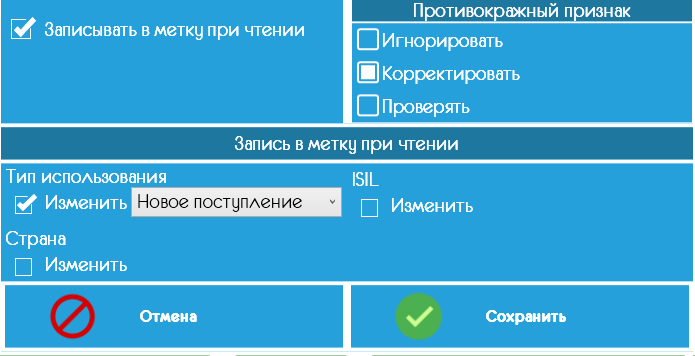 Записывать в метку при чтении
Противокражный признак
Игнорировать
Корректировать
Проверять
Запись в метку при чтении
Тип использования
Изменить Новое поступление
ISIL
Изменить
Страна
Изменить
Отмена
Сохранить